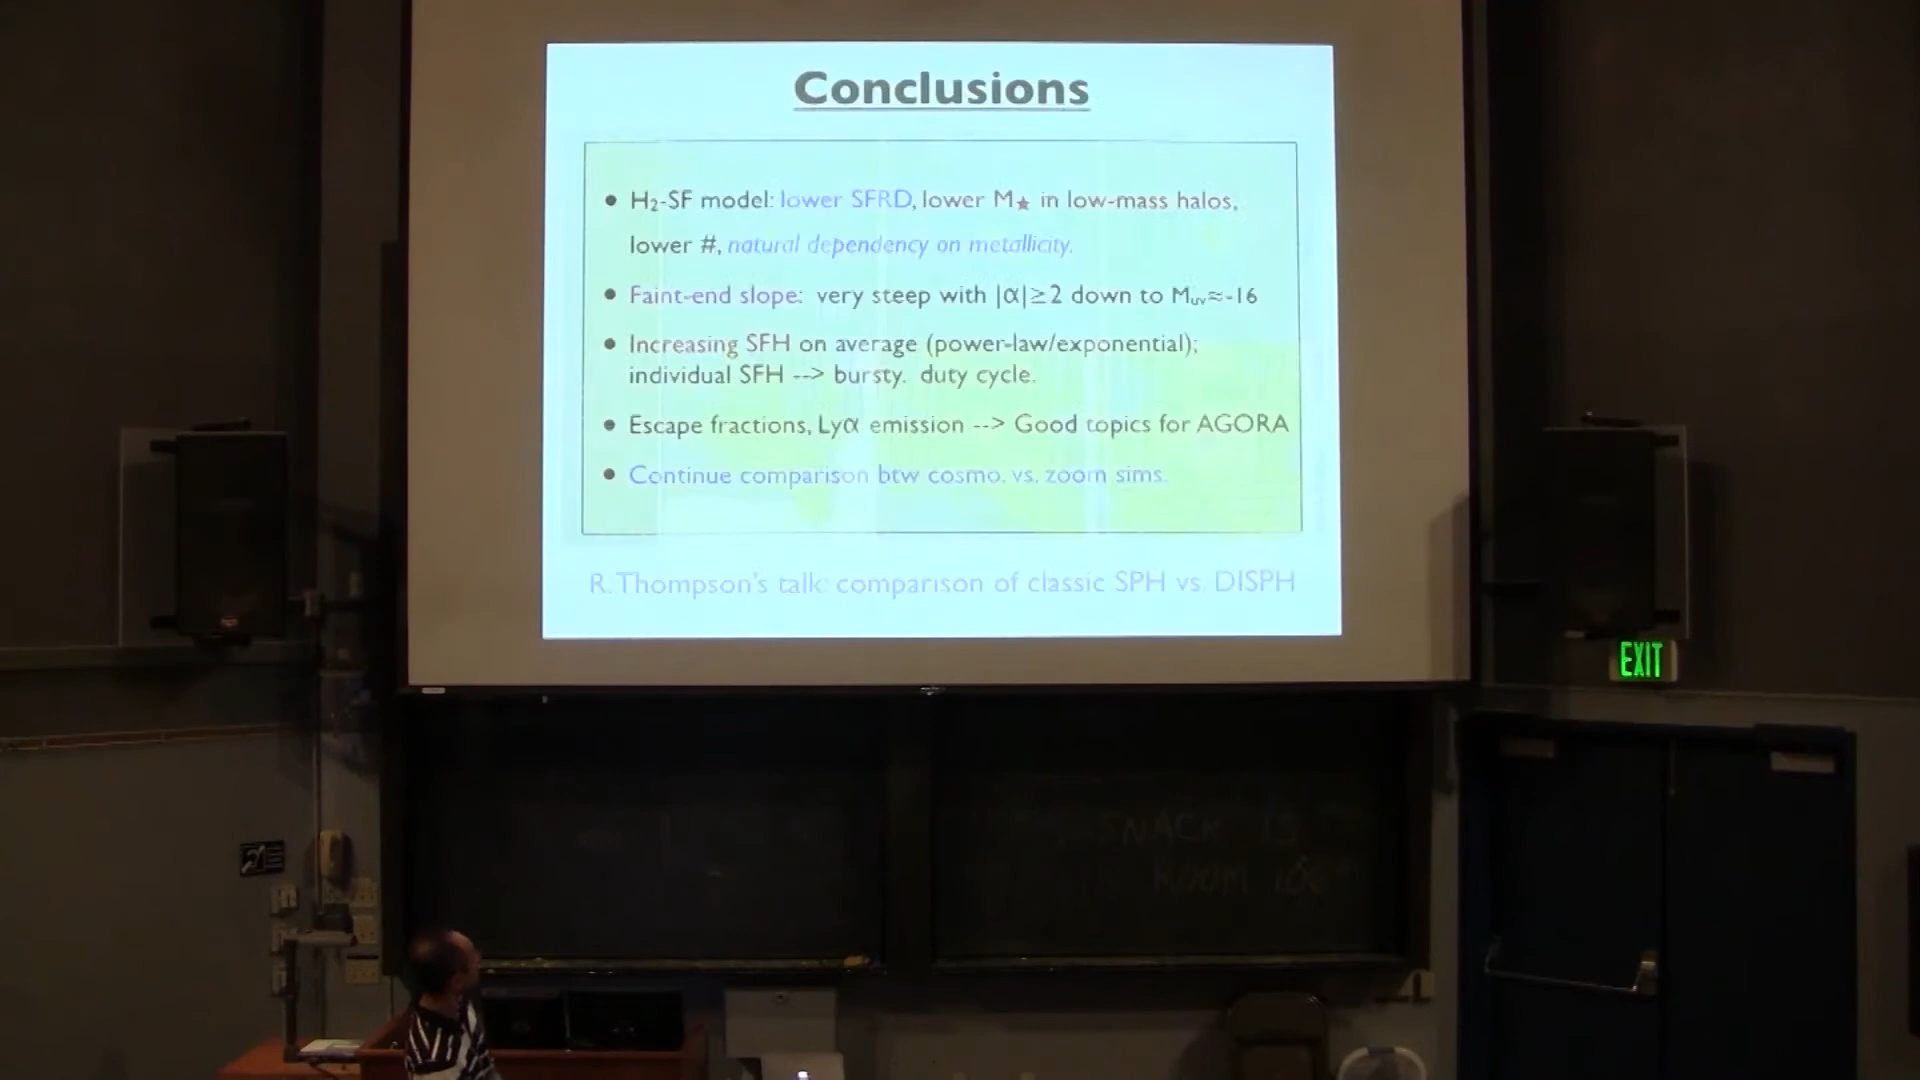 Conclusions
• H₂-SF model: lower SFRD, lower M★ in low-mass halos,
lower #, natural dependency on metallicity.
• Faint-end slope: very steep with |α|≥2 down to Muv≈-16
• Increasing SFH on average (power-law/exponential);
individual SFH --> bursty. duty cycle.
• Escape fractions, Lyα emission --> Good topics for AGORA
• Continue comparison btw cosmo. vs. zoom sims.
R. Thompson's talk: comparison of classic SPH vs. DISPH
EXIT
SNACK IS
ROOM